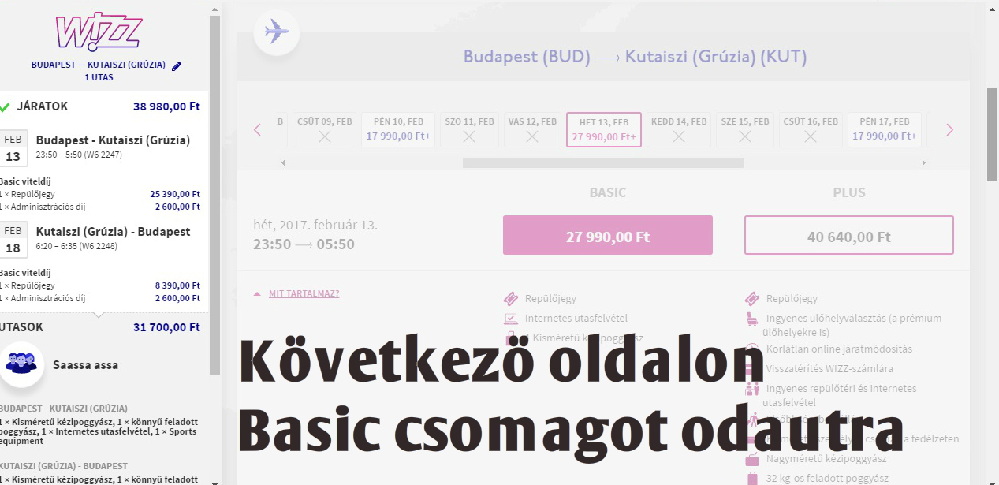 Wizz
BUDAPEST — KUTAISZI (GRÚZIA)
1 UTAS
JÁRATOK 38 980,00 Ft
FEB
13
Budapest - Kutaiszi (Grúzia)
23:50 – 5:50 (W6 2247)
Basic viteldíj
1 × Repülőjegy 25 390,00 Ft
1 × Adminisztrációs díj 2 600,00 Ft
FEB
18
Kutaiszi (Grúzia) - Budapest
6:20 – 6:35 (W6 2248)
Basic viteldíj
1 × Repülőjegy 8 390,00 Ft
1 × Adminisztrációs díj 2 600,00 Ft
UTASOK 31 700,00 Ft
Saassa assa
BUDAPEST - KUTAISZI (GRÚZIA)
1 × Kisméretű kézipoggyász, 1 × könnyű feladott
poggyász, 1 × Internetes utasfelvétel, 1 × Sports
equipment
KUTAISZI (GRÚZIA) - BUDAPEST
1 × Kisméretű kézipoggyász, 1 × könnyű feladott
Budapest (BUD) → Kutaiszi (Grúzia) (KUT)
B CSÜT 09, FEB PÉN 10, FEB SZO 11, FEB VAS 12, FEB HÉT 13, FEB KEDD 14, FEB SZE 15, FEB CSÜT 16, FEB PÉN 17, FEB
17 990,00 Ft+ 27 990,00 Ft+ 17 990,00 Ft+
BASIC PLUS
hét, 2017. február 13.
23:50 → 05:50
27 990,00 Ft 40 640,00 Ft
MIT TARTALMAZ?
Repülőjegy
Internetes utasfelvétel
1 Kisméretű kézipoggyász
Repülőjegy
Ingyenes ülőhelyválasztás (a prémium
ülőhelyekre is)
Korlátlan online járatmódosítás
Visszatérítés WIZZ-számlára
Ingyenes repülőtéri és internetes
utasfelvétel
a fedélzeten
Nagyméretű kézipoggyász
32 kg-os feladott poggyász
Következö oldalon
Basic csomagot odaútra